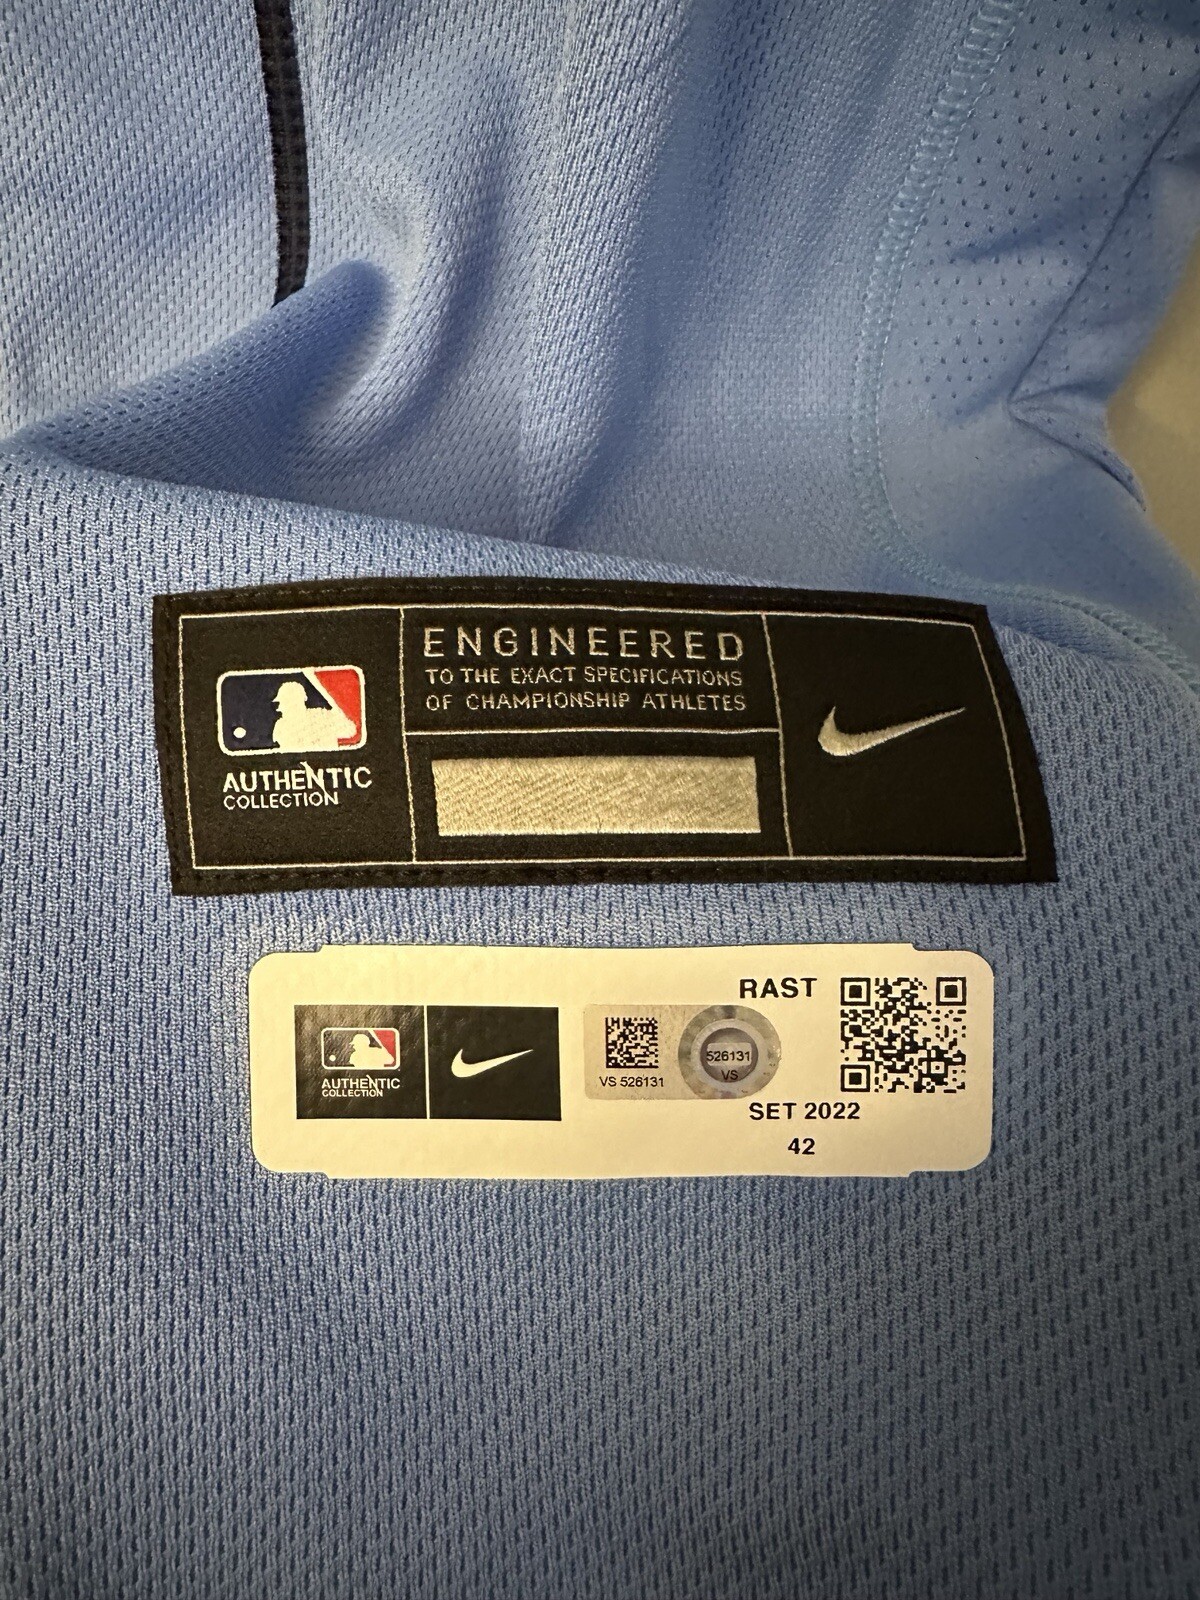 ENGINEERED
TO THE EXACT SPECIFICATIONS
OF CHAMPIONSHIP ATHLETES
AUTHENTIC
COLLECTION
RAST
AUTHENTIC
COLLECTION
VS 526131
526131
VS
SET 2022
42